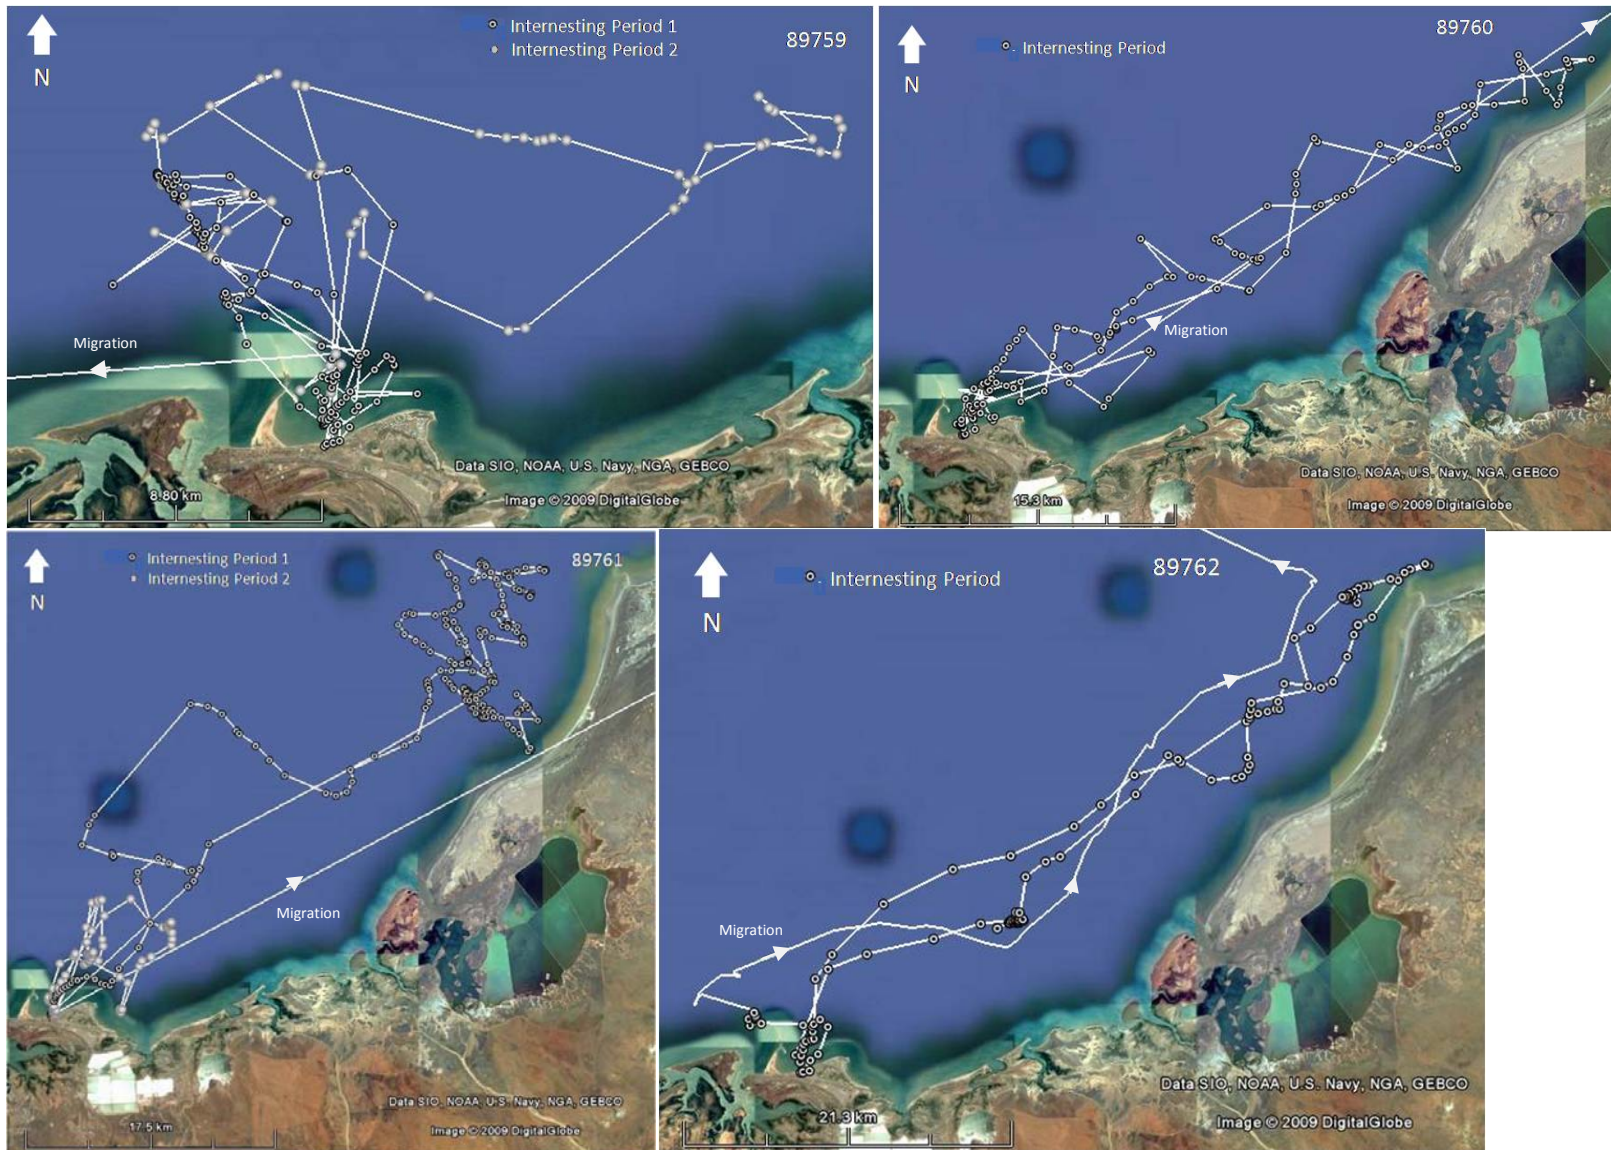 Internesting Period 1
Internesting Period 2
89759
N
Migration
Data SIO, NOAA, U.S. Navy, NGA, GEBCO
8.80 km
Image © 2009 DigitalGlobe
Internesting Period
89760
N
Migration
Data SIO, NOAA, U.S. Navy, NGA, GEBCO
15.3 km
Image © 2009 DigitalGlobe
Internesting Period 1
Internesting Period 2
89761
N
Migration
Data SIO, NOAA, U.S. Navy, NGA, GEBCO
17.5 km
Image © 2009 DigitalGlobe
Internesting Period
89762
N
Migration
Data SIO, NOAA, U.S. Navy, NGA, GEBCO
21.3 km
Image © 2009 DigitalGlobe